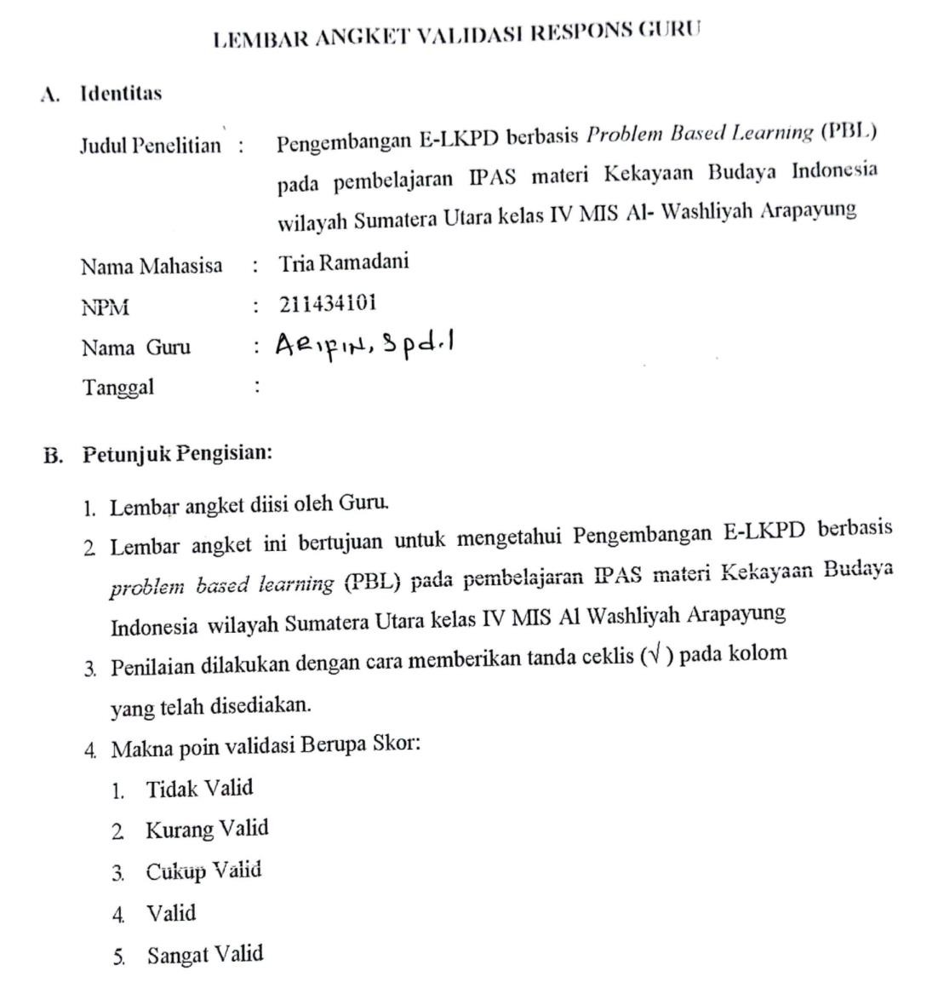 LEMBAR ANGKET VALIDASI RESPONS GURU
A. Identitas
Judul Penelitian : Pengembangan E-LKPD berbasis Problem Based Learning (PBL)
pada pembelajaran IPAS materi Kekayaan Budaya Indonesia
wilayah Sumatera Utara kelas IV MIS Al- Washliyah Arapayung
Nama Mahasisa : Tria Ramadani
NPM : 211434101
Nama Guru : ARIFIN, Spd.I
Tanggal :
B. Petunjuk Pengisian:
1. Lembar angket diisi oleh Guru.
2. Lembar angket ini bertujuan untuk mengetahui Pengembangan E-LKPD berbasis
problem based learning (PBL) pada pembelajaran IPAS materi Kekayaan Budaya
Indonesia wilayah Sumatera Utara kelas IV MIS Al Washliyah Arapayung
3. Penilaian dilakukan dengan cara memberikan tanda ceklis (√ ) pada kolom
yang telah disediakan.
4. Makna poin validasi Berupa Skor:
1. Tidak Valid
2. Kurang Valid
3. Cukup Valid
4. Valid
5. Sangat Valid